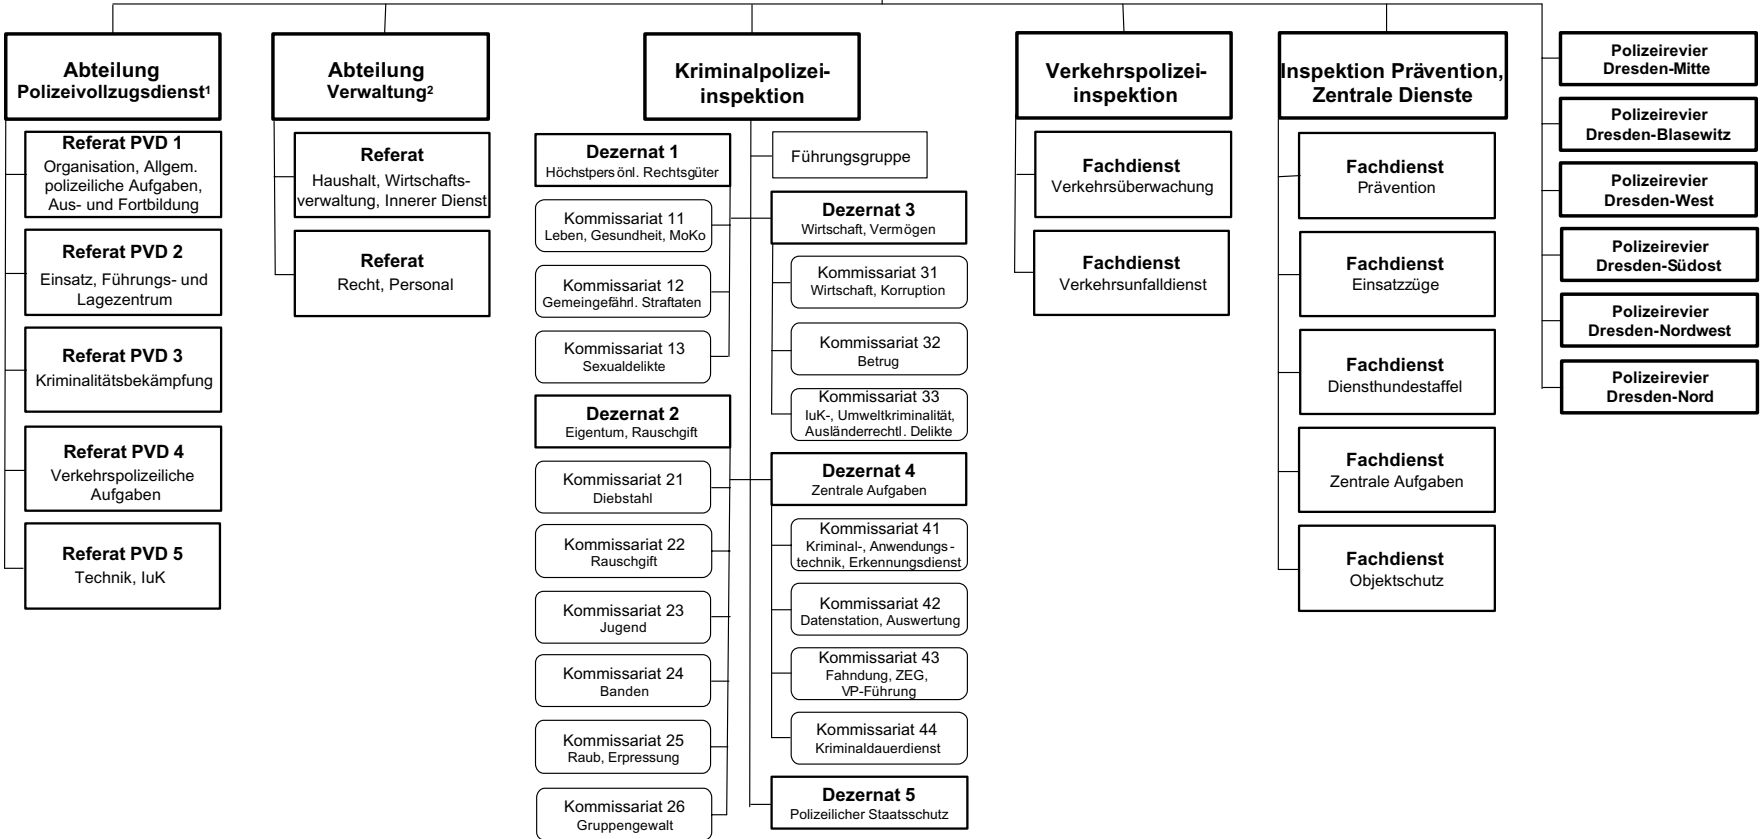 Abteilung
Polizeivollzugsdienst¹
Referat PVD 1
Organisation, Allgem.
polizeiliche Aufgaben,
Aus- und Fortbildung
Referat PVD 2
Einsatz, Führungs- und
Lagezentrum
Referat PVD 3
Kriminalitätsbekämpfung
Referat PVD 4
Verkehrspolizeiliche
Aufgaben
Referat PVD 5
Technik, IuK
Abteilung
Verwaltung²
Referat
Haushalt, Wirtschafts-
verwaltung, Innerer Dienst
Referat
Recht, Personal
Kriminalpolizei-
inspektion
Dezernat 1
Höchstpersönl. Rechtsgüter
Kommissariat 11
Leben, Gesundheit, MoKo
Kommissariat 12
Gemeingefährl. Straftaten
Kommissariat 13
Sexualdelikte
Dezernat 2
Eigentum, Rauschgift
Kommissariat 21
Diebstahl
Kommissariat 22
Rauschgift
Kommissariat 23
Jugend
Kommissariat 24
Banden
Kommissariat 25
Raub, Erpressung
Kommissariat 26
Gruppengewalt
Führungsgruppe
Dezernat 3
Wirtschaft, Vermögen
Kommissariat 31
Wirtschaft, Korruption
Kommissariat 32
Betrug
Kommissariat 33
IuK-, Umweltkriminalität,
Ausländerrechtl. Delikte
Dezernat 4
Zentrale Aufgaben
Kommissariat 41
Kriminal-, Anwendungs-
technik, Erkennungsdienst
Kommissariat 42
Datenstation, Auswertung
Kommissariat 43
Fahndung, ZEG,
VP-Führung
Kommissariat 44
Kriminaldauerdienst
Dezernat 5
Polizeilicher Staatsschutz
Verkehrspolizei-
inspektion
Fachdienst
Verkehrsüberwachung
Fachdienst
Verkehrsunfalldienst
Inspektion Prävention,
Zentrale Dienste
Fachdienst
Prävention
Fachdienst
Einsatzzüge
Fachdienst
Diensthundestaffel
Fachdienst
Zentrale Aufgaben
Fachdienst
Objektschutz
Polizeirevier
Dresden-Mitte
Polizeirevier
Dresden-Blasewitz
Polizeirevier
Dresden-West
Polizeirevier
Dresden-Südost
Polizeirevier
Dresden-Nordwest
Polizeirevier
Dresden-Nord